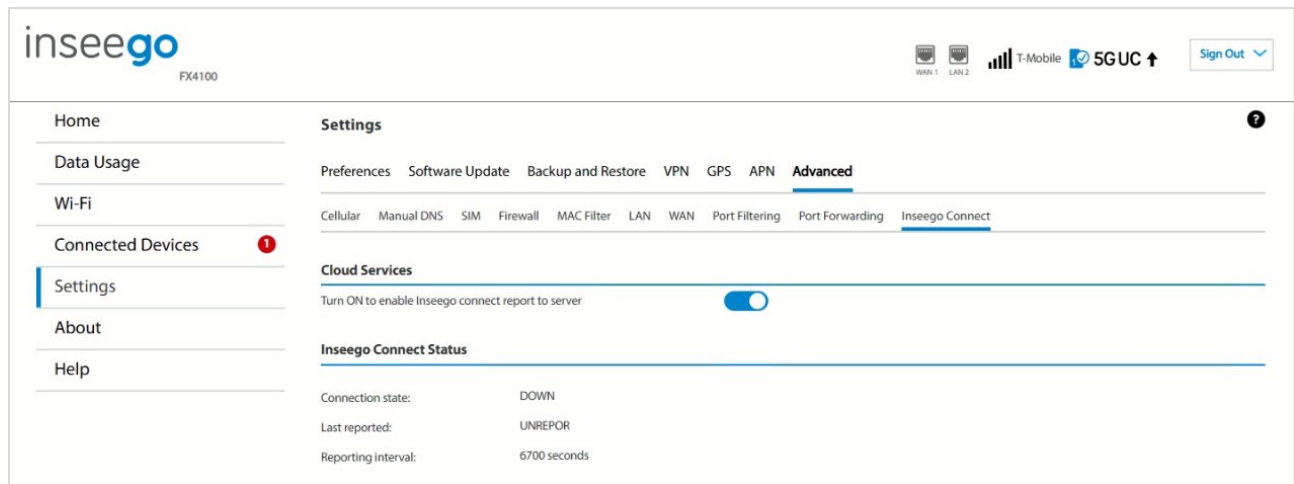 inseego
FX4100
WAN 1 LAN 2 T-Mobile 5G UC Sign Out
Home
Data Usage
Wi-Fi
Connected Devices 1
Settings
About
Help
Settings ?
Preferences Software Update Backup and Restore VPN GPS APN Advanced
Cellular Manual DNS SIM Firewall MAC Filter LAN WAN Port Filtering Port Forwarding Inseego Connect
Cloud Services
Turn ON to enable Inseego connect report to server
Inseego Connect Status
Connection state: DOWN
Last reported: UNREPOR
Reporting interval: 6700 seconds